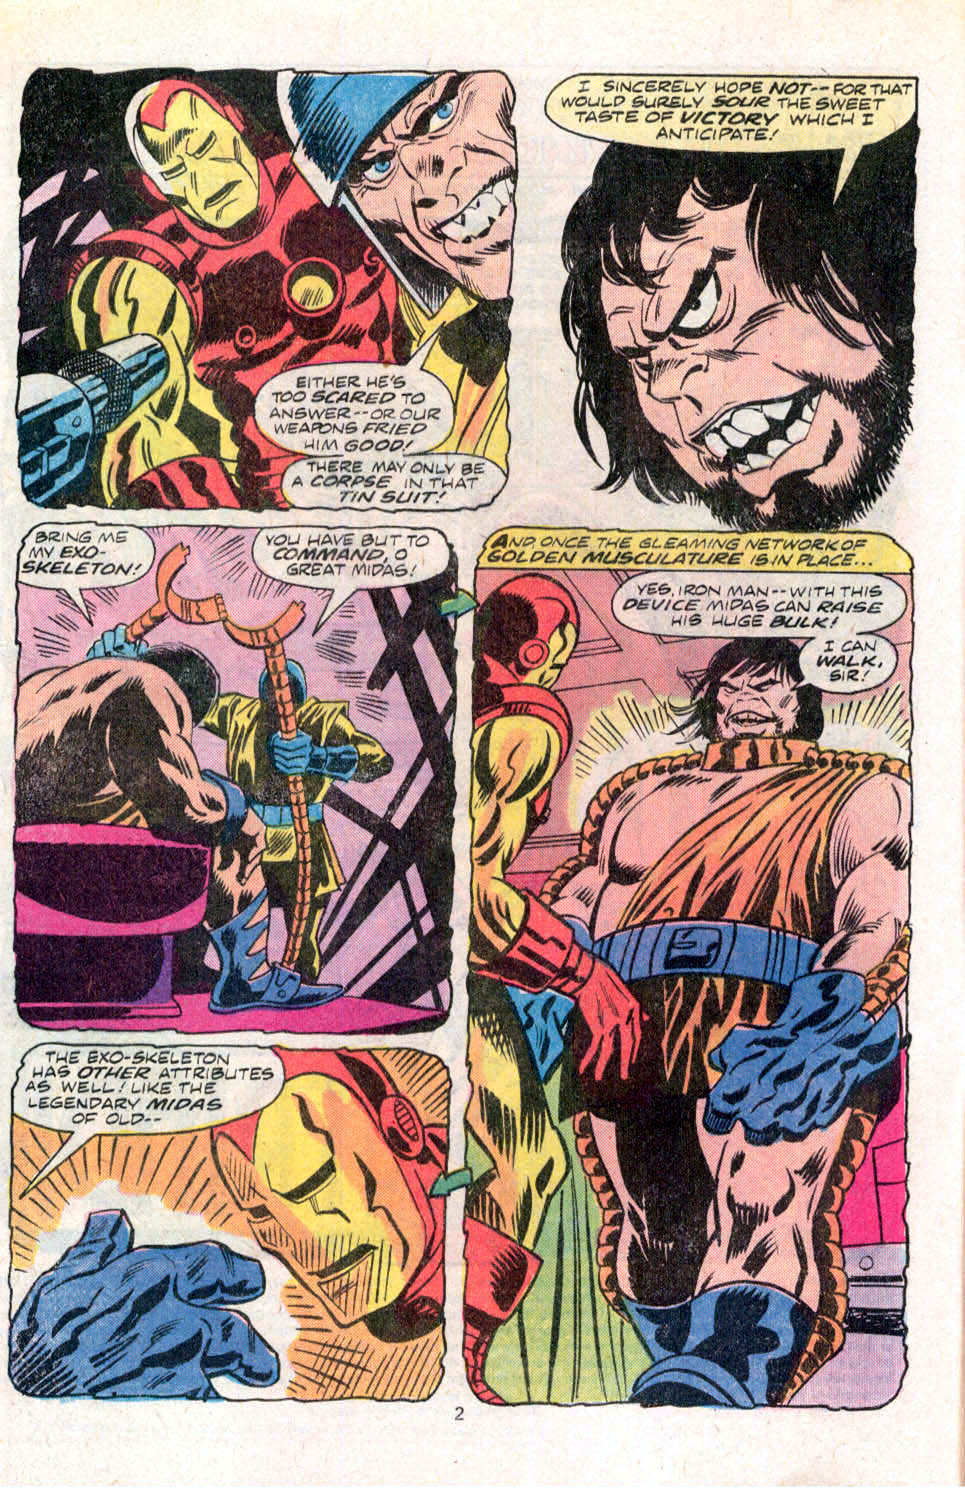 EITHER HE'S
TOO SCARED TO
ANSWER--OR OUR
WEAPONS FRIED
HIM GOOD!
THERE MAY ONLY BE
A CORPSE IN THAT
TIN SUIT!
I SINCERELY HOPE NOT--FOR THAT
WOULD SURELY SOUR THE SWEET
TASTE OF VICTORY WHICH I
ANTICIPATE!
BRING ME
MY EXO-
SKELETON!
YOU HAVE BUT TO
COMMAND, O
GREAT MIDAS!
AND, ONCE THE GLEAMING NETWORK OF
GOLDEN MUSCULATURE IS IN PLACE...
YES, IRON MAN--WITH THIS
DEVICE MIDAS CAN RAISE
HIS HUGE BULK!
I CAN
WALK,
SIR!
THE EXO-SKELETON
HAS OTHER ATTRIBUTES
AS WELL! LIKE THE
LEGENDARY MIDAS
OF OLD--
2